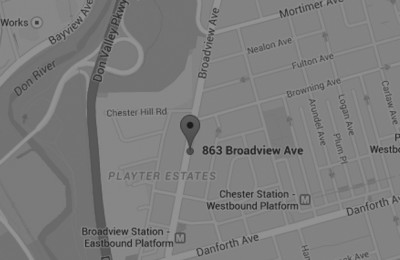 Mortimer Ave
Works
Bayview Ave
Don Valley Pkwy
Broadview Ave
Nealon Ave
Fulton Ave
Don River
Browning Ave
Carlaw Ave
Logan Ave
Arundel Ave
Plum Pl
Chester Hill Rd
863 Broadview Ave
Westbou
PLAYTER ESTATES
Chester Station -
Westbound Platform
M
Danforth Ave
Broadview Station -
Eastbound Platform
M
Danforth Ave